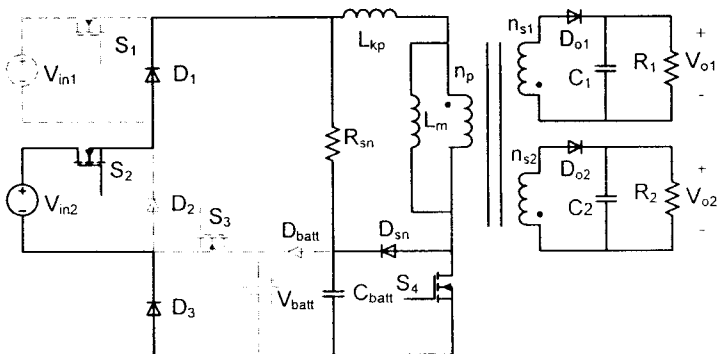 S1
Vin1
D1
Lkp
np
Lm
Rsn
ns1
Do1
C1
R1
+
Vo1
-
S2
Vin2
D2
S3
Dbatt
Dsn
Vbatt
Cbatt
S4
D3
ns2
Do2
C2
R2
+
Vo2
-